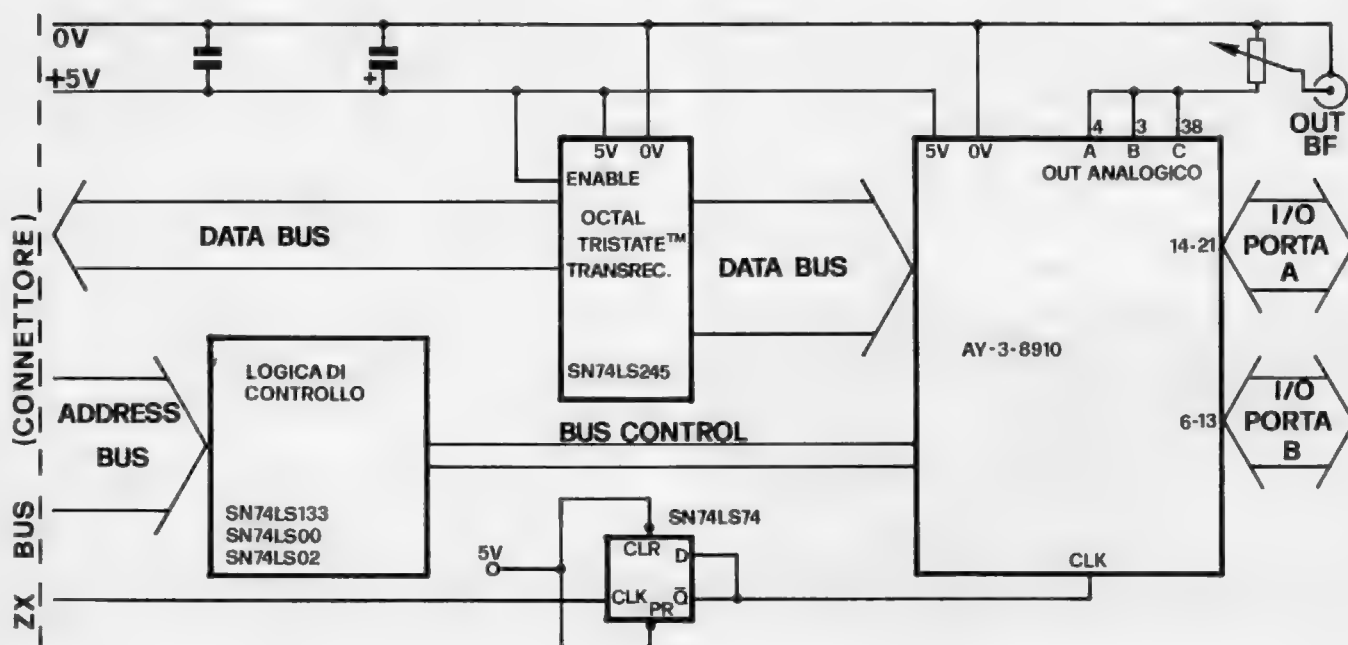 0V
+5V
ZX BUS (CONNETTORE)
5V 0V
ENABLE
OCTAL
TRISTATE™
TRANSREC.
SN74LS245
DATA BUS
DATA BUS
4 3 38
5V 0V A B C
OUT ANALOGICO
OUT
BF
14-21
I/O
PORTA
A
AY-3-8910
6-13
I/O
PORTA
B
CLK
ADDRESS
BUS
LOGICA DI
CONTROLLO
SN74LS133
SN74LS00
SN74LS02
BUS CONTROL
5V
SN74LS74
CLR D
CLK PR Q̅